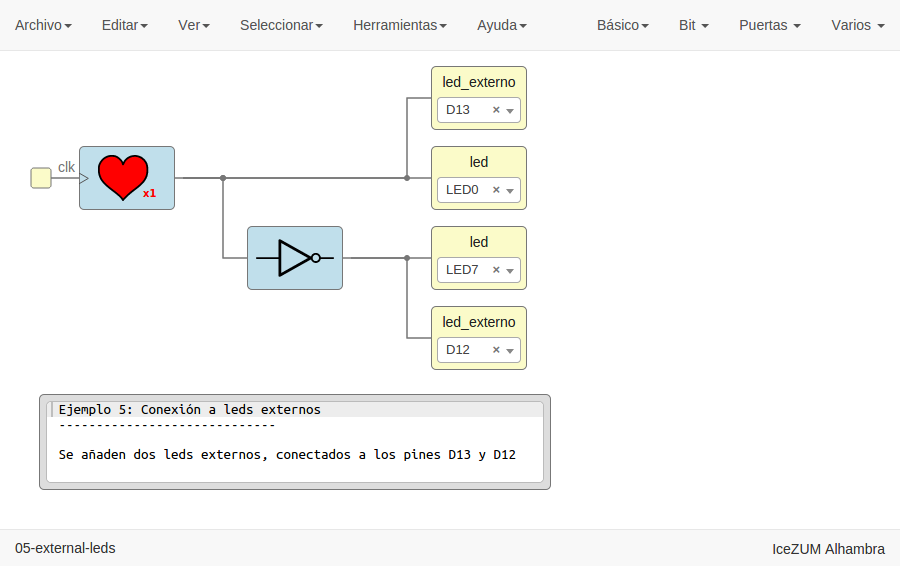 Archivo Editar Ver Seleccionar Herramientas Ayuda Básico Bit Puertas Varios
led_externo
D13 ×
clk
x1
led
LED0 ×
led
LED7 ×
led_externo
D12 ×
Ejemplo 5: Conexión a leds externos
-----------------------------
Se añaden dos leds externos, conectados a los pines D13 y D12
05-external-leds IceZUM Alhambra